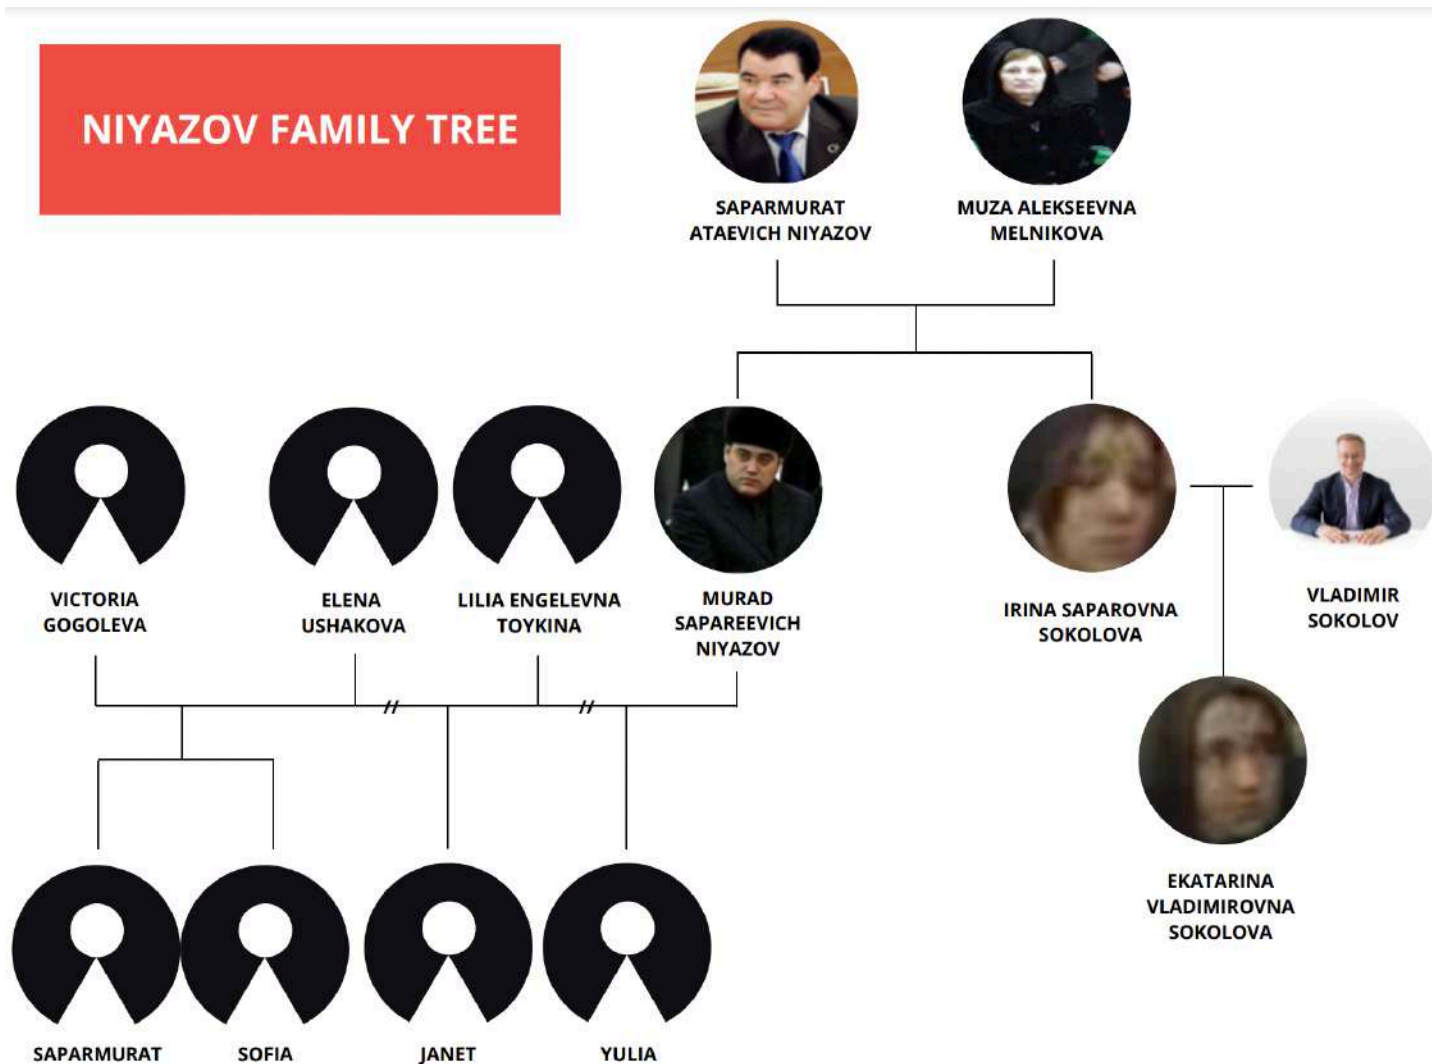 NIYAZOV FAMILY TREE
SAPARMURAT
ATAEVICH NIYAZOV
MUZA ALEKSEEVNA
MELNIKOVA
VICTORIA
GOGOLEVA
ELENA
USHAKOVA
LILIA ENGELEVNA
TOYKINA
MURAD
SAPAREEVICH
NIYAZOV
IRINA SAPAROVNA
SOKOLOVA
VLADIMIR
SOKOLOV
EKATARINA
VLADIMIROVNA
SOKOLOVA
SAPARMURAT
SOFIA
JANET
YULIA